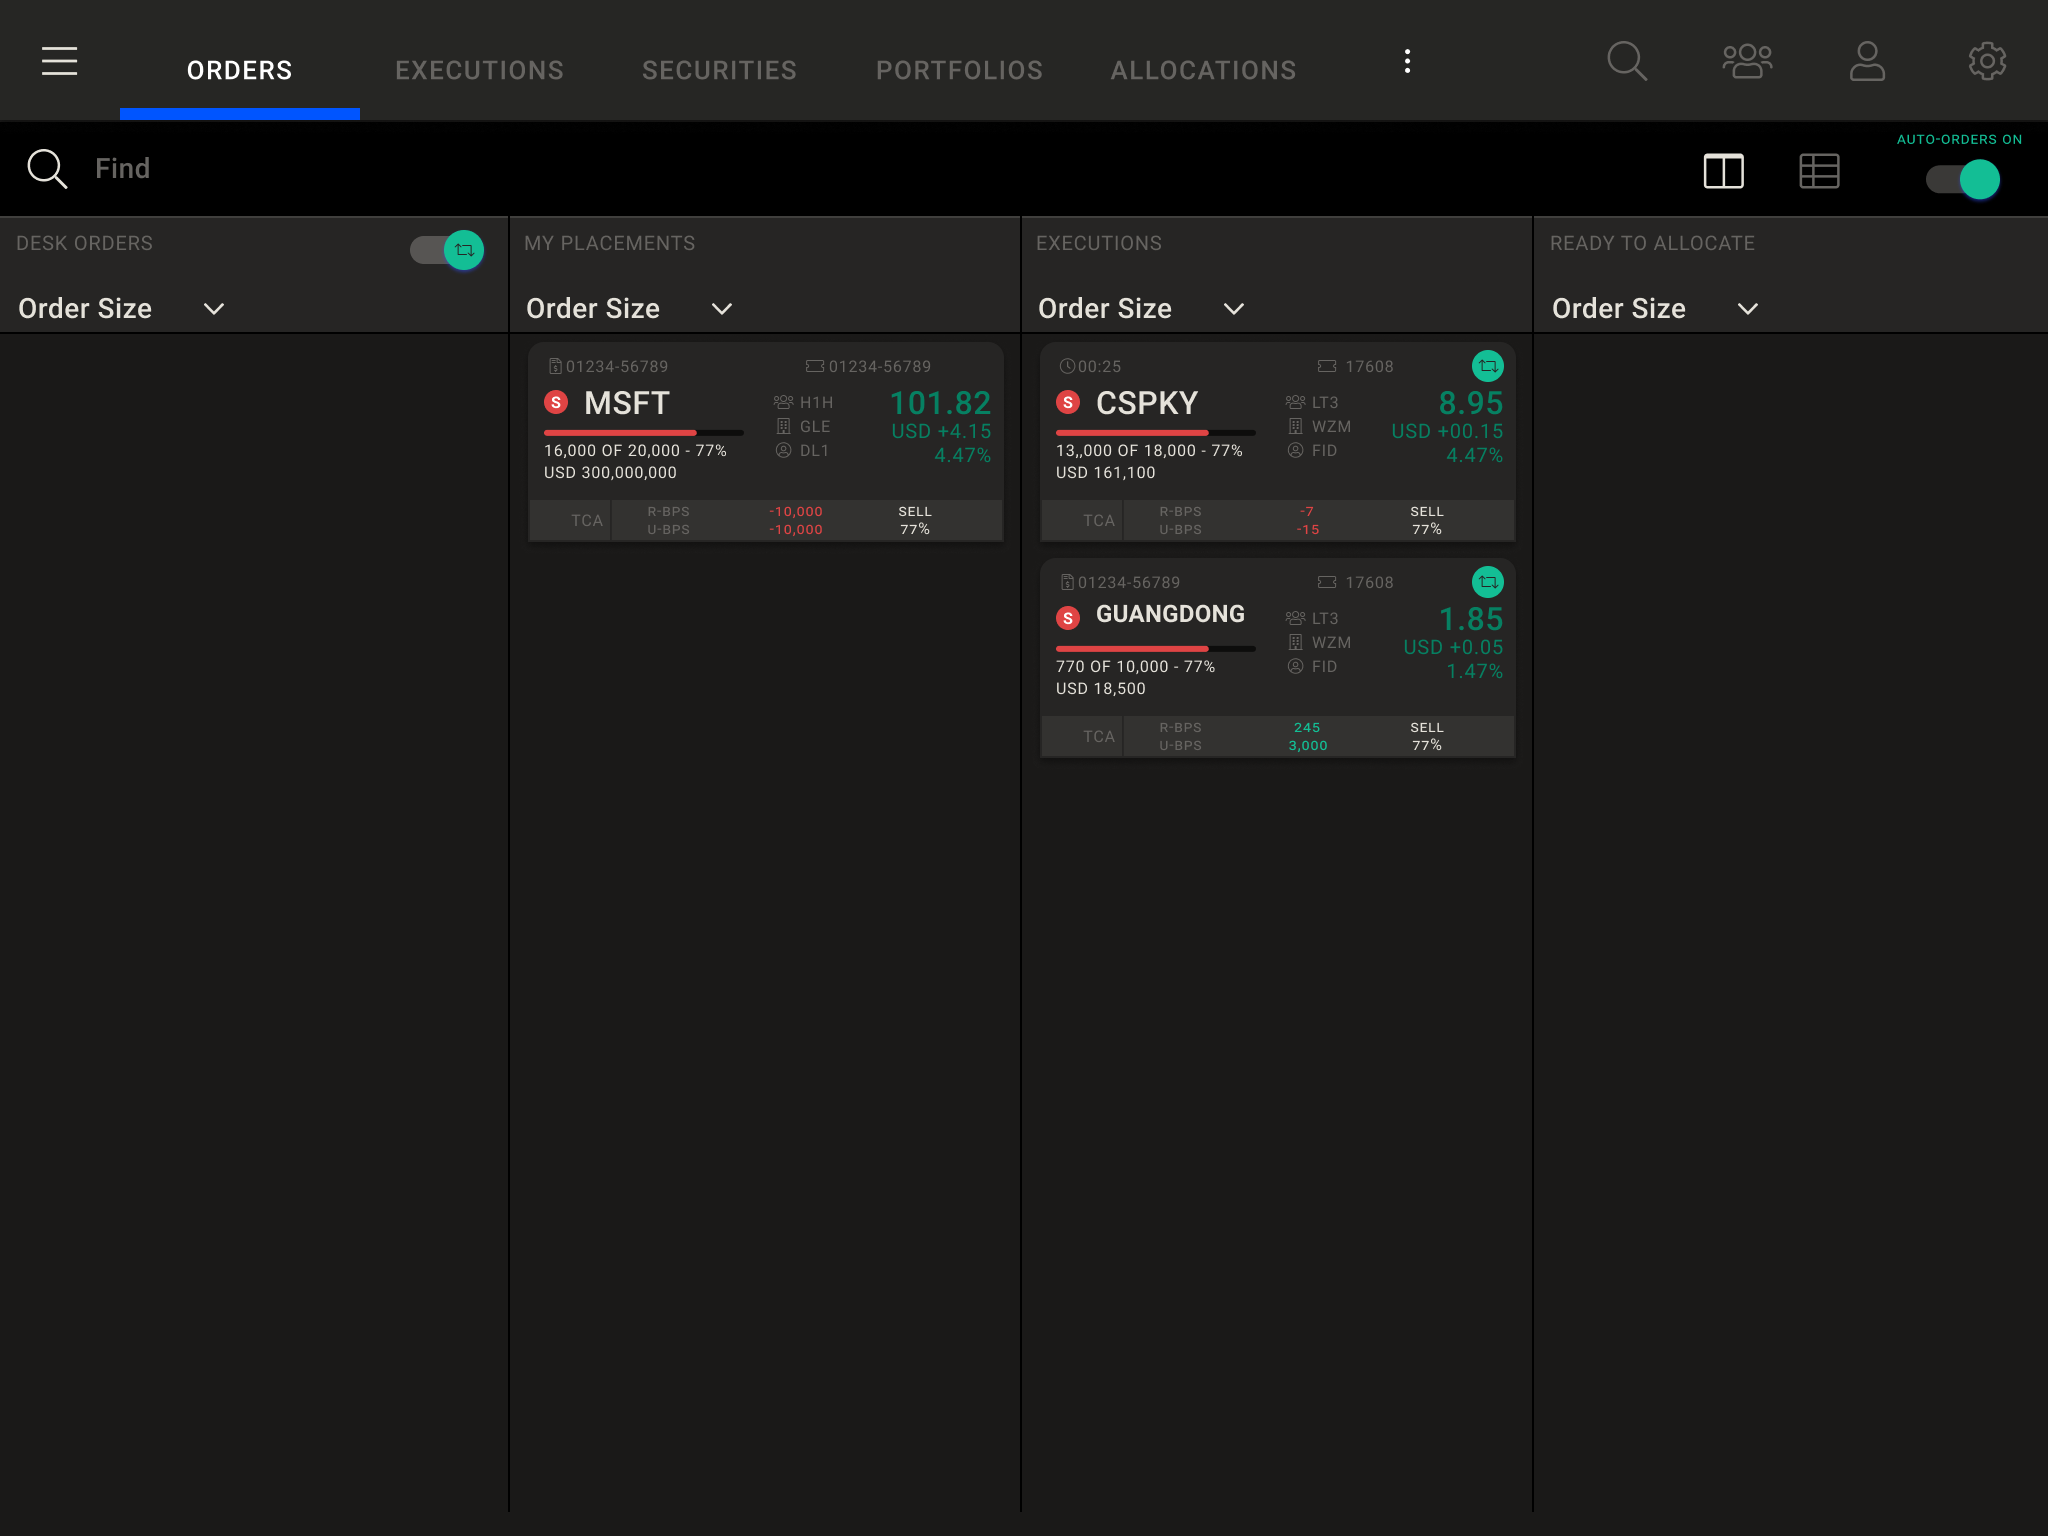 ORDERS
EXECUTIONS
SECURITIES
PORTFOLIOS
ALLOCATIONS
Find
AUTO-ORDERS ON
DESK ORDERS
Order Size
MY PLACEMENTS
Order Size
01234-56789 01234-56789
S MSFT
H1H
GLE
DL1
101.82
USD +4.15
4.47%
16,000 OF 20,000 - 77%
USD 300,000,000
TCA
R-BPS -10,000
U-BPS -10,000
SELL
77%
EXECUTIONS
Order Size
00:25 17608
S CSPKY
LT3
WZM
FID
8.95
USD +00.15
4.47%
13,,000 OF 18,000 - 77%
USD 161,100
TCA
R-BPS -7
U-BPS -15
SELL
77%
01234-56789 17608
S GUANGDONG
LT3
WZM
FID
1.85
USD +0.05
1.47%
770 OF 10,000 - 77%
USD 18,500
TCA
R-BPS 245
U-BPS 3,000
SELL
77%
READY TO ALLOCATE
Order Size